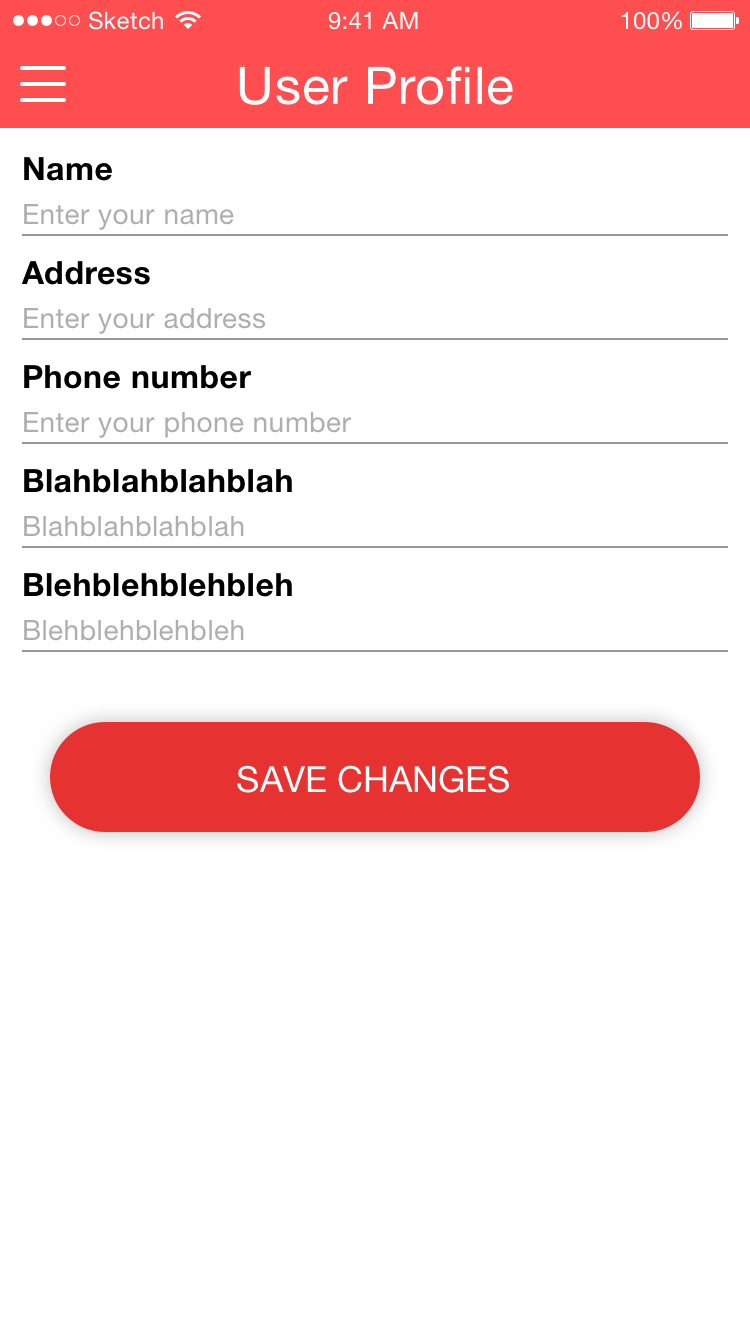 Sketch 9:41 AM 100%
User Profile
Name
Enter your name
Address
Enter your address
Phone number
Enter your phone number
Blahblahblahblah
Blahblahblahblah
Blehblehblehbleh
Blehblehblehbleh
SAVE CHANGES